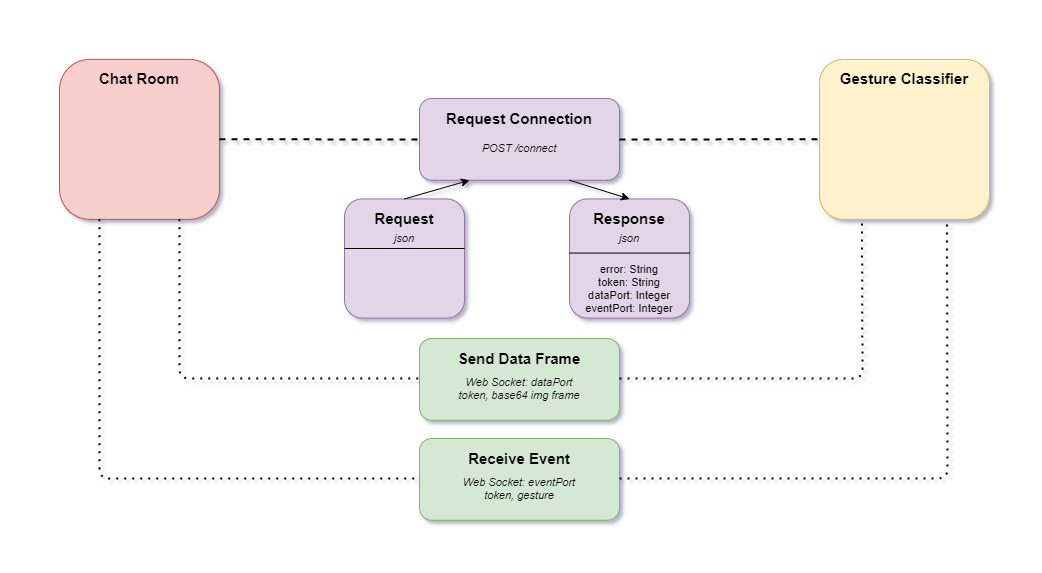 Chat Room
Gesture Classifier
Request Connection
POST /connect
Request
json
Response
json
error: String
token: String
dataPort: Integer
eventPort: Integer
Send Data Frame
Web Socket: dataPort
token, base64 img frame
Receive Event
Web Socket: eventPort
token, gesture